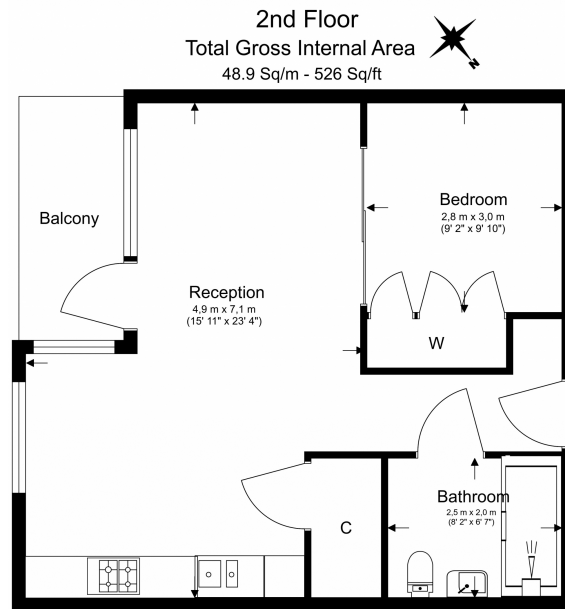 2nd Floor
Total Gross Internal Area
48.9 Sq/m - 526 Sq/ft
N
Balcony
Bedroom
2,8 m x 3,0 m
(9' 2" x 9' 10")
Reception
4,9 m x 7,1 m
(15' 11" x 23' 4")
W
Bathroom
2,5 m x 2,0 m
(8' 2" x 6' 7")
C